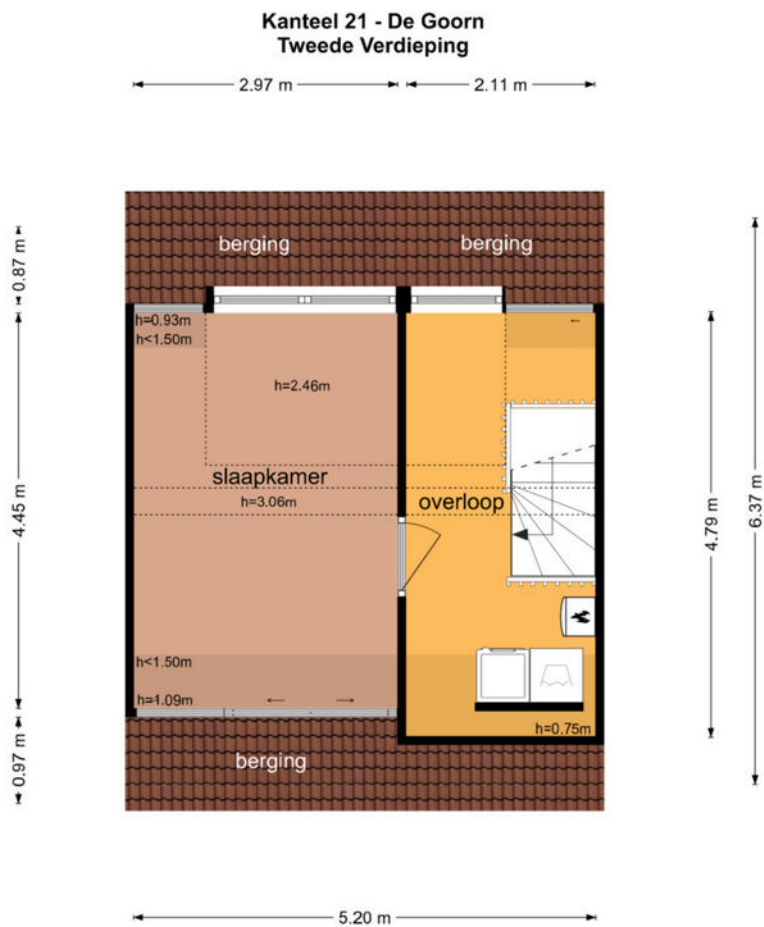 Kanteel 21 - De Goorn
Tweede Verdieping
2.97 m
2.11 m
berging
berging
0.87 m
h=0.93m
h<1.50m
h=2.46m
slaapkamer
h=3.06m
overloop
4.45 m
4.79 m
6.37 m
h<1.50m
h=1.09m
h=0.75m
berging
0.97 m
5.20 m